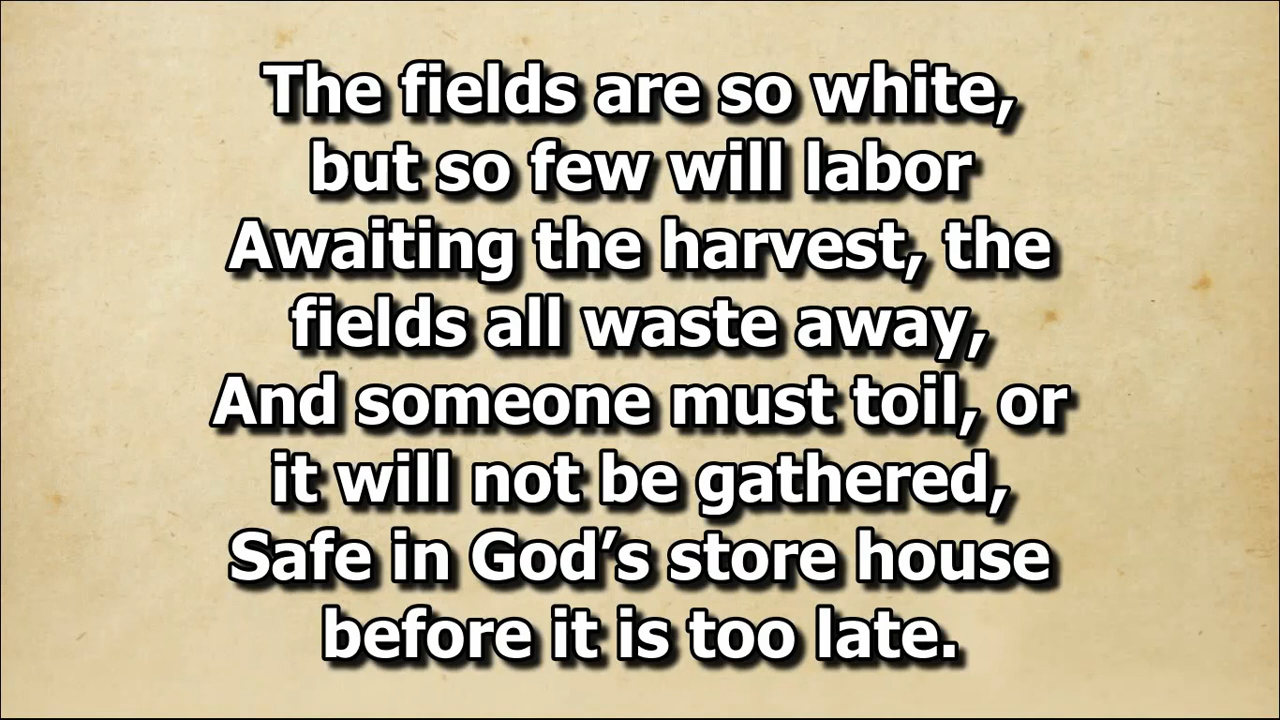 The fields are so white,
but so few will labor
Awaiting the harvest, the
fields all waste away,
And someone must toil, or
it will not be gathered,
Safe in God’s store house
before it is too late.